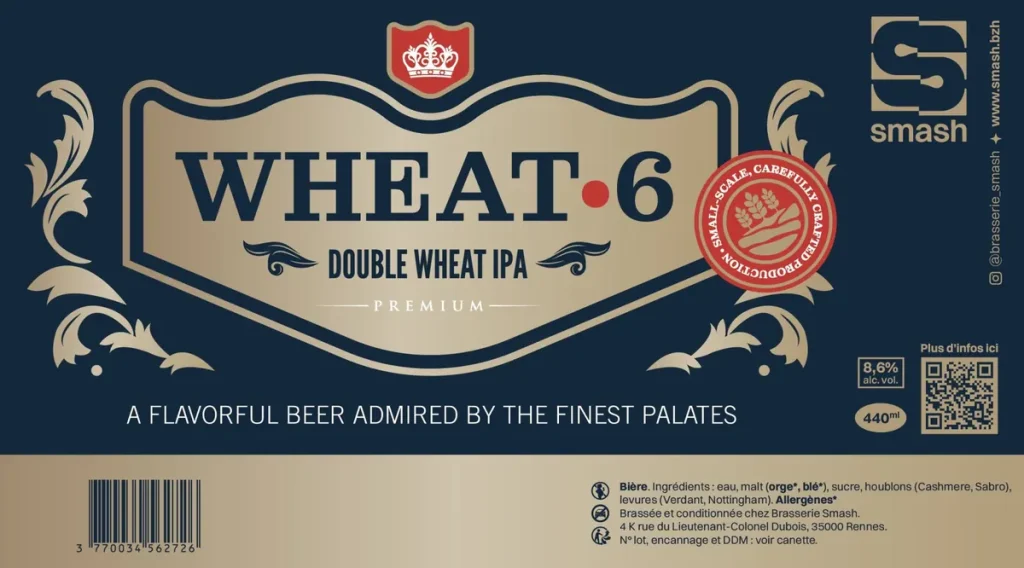 WHEAT•6
DOUBLE WHEAT IPA
PREMIUM
SMALL-SCALE, CAREFULLY CRAFTED PRODUCTION •
A FLAVORFUL BEER ADMIRED BY THE FINEST PALATES
smash
@brasserie_smash ✦ www.smash.bzh
Plus d'infos ici
8,6%
alc. vol.
440ml
3 770034 562726
Bière. Ingrédients : eau, malt (orge*, blé*), sucre, houblons (Cashmere, Sabro),
levures (Verdant, Nottingham). Allergènes*
Brassée et conditionnée chez Brasserie Smash.
4 K rue du Lieutenant-Colonel Dubois, 35000 Rennes.
N° lot, encannage et DDM : voir canette.